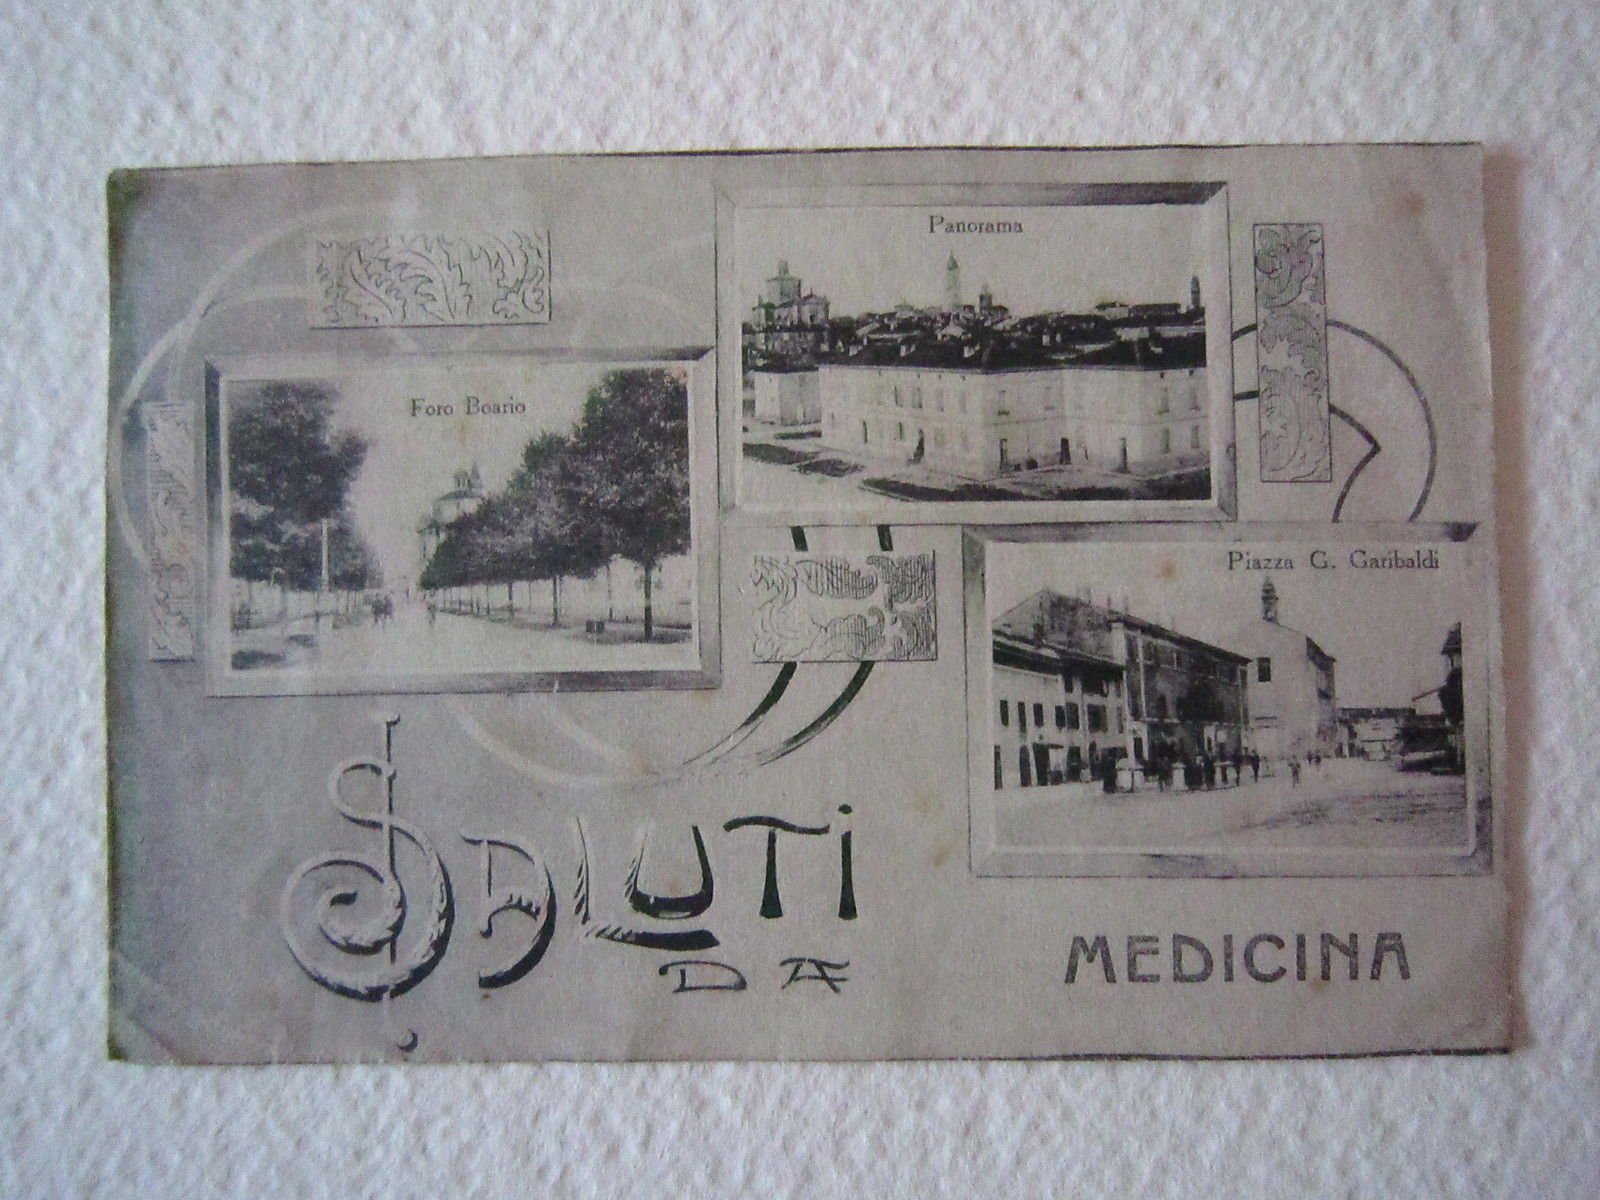 Panorama
Foro Boario
Piazza G. Garibaldi
SALUTI
DA
MEDICINA